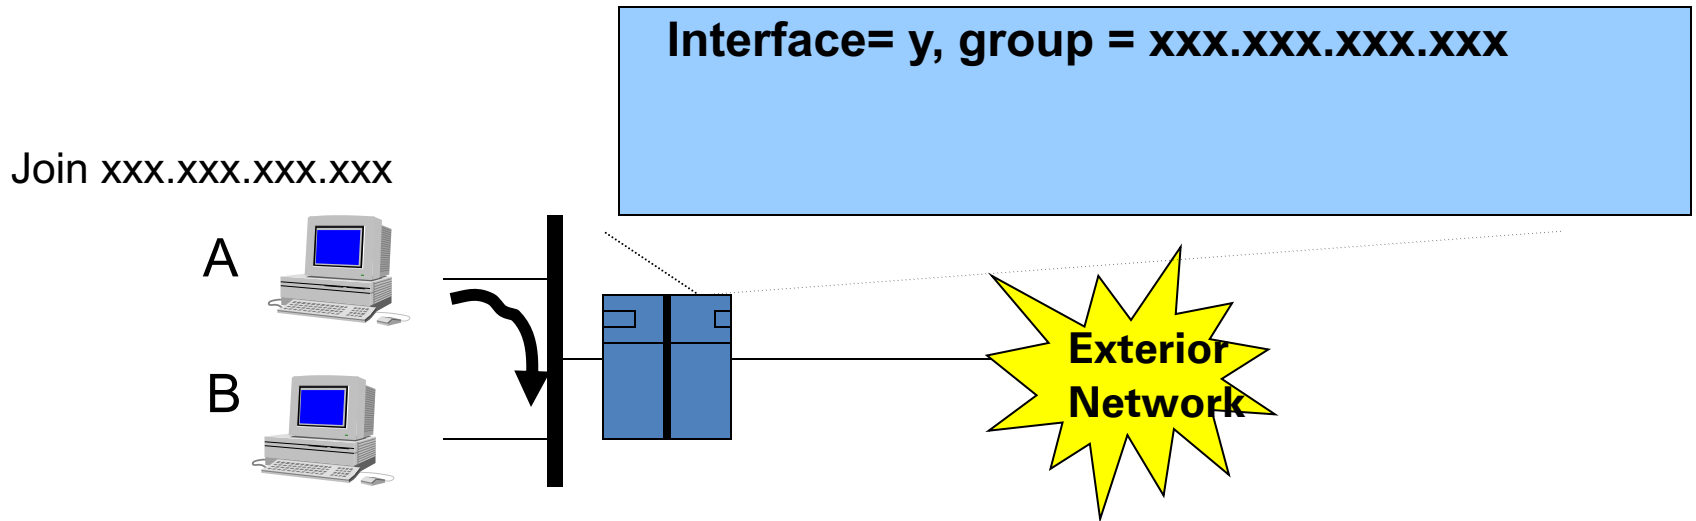 Interface= y, group = xxx.xxx.xxx.xxx
Join xxx.xxx.xxx.xxx
A
B
Exterior
Network